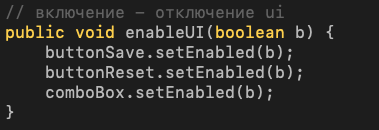 // включение – отключение ui
public void enableUI(boolean b) {
    buttonSave.setEnabled(b);
    buttonReset.setEnabled(b);
    comboBox.setEnabled(b);
}